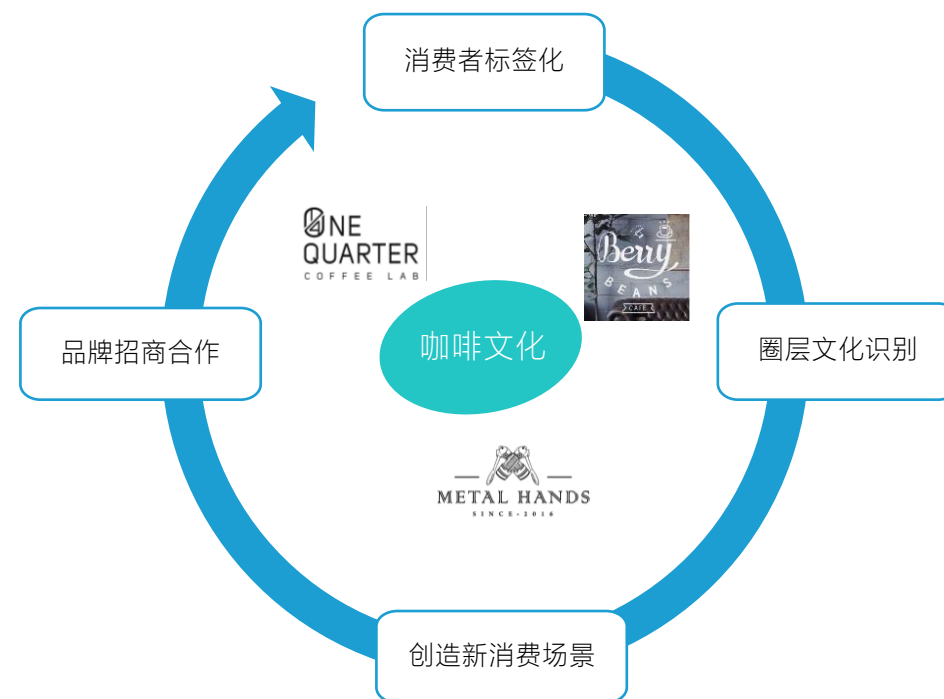 消费者标签化
ONE
QUARTER
COFFEE LAB
Berry
BEANS
CAFE
品牌招商合作
咖啡文化
圈层文化识别
METAL HANDS
SINCE-2016
创造新消费场景